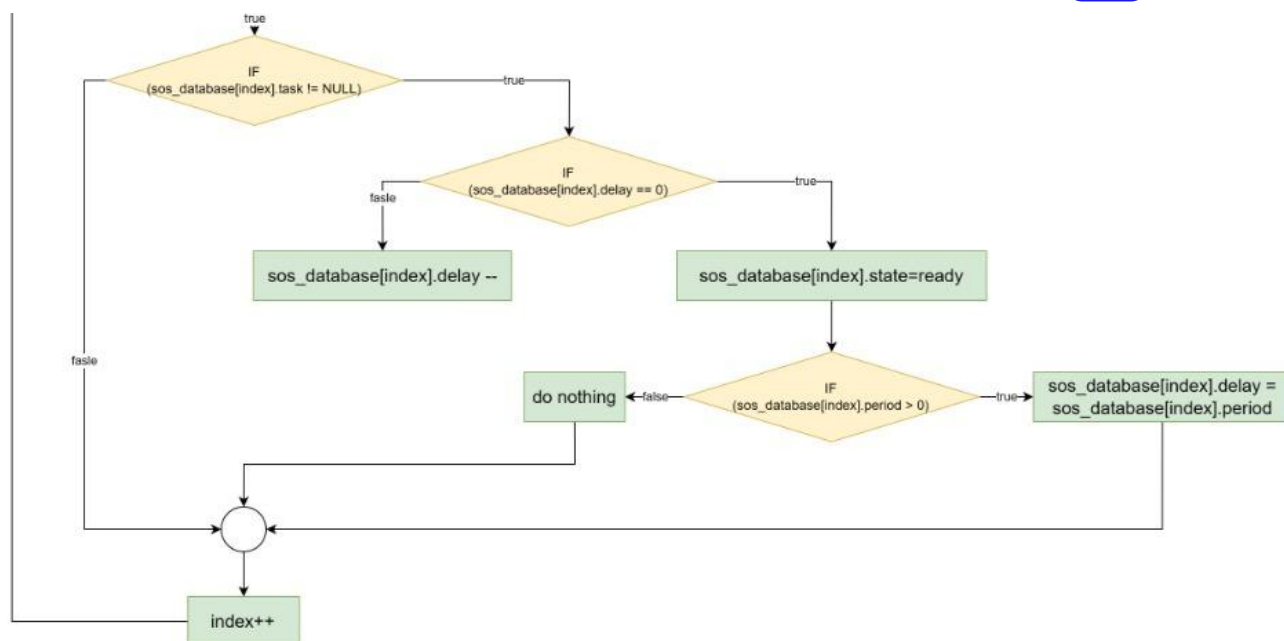 true
IF
(sos_database[index].task != NULL)
true
IF
(sos_database[index].delay == 0)
fasle
true
sos_database[index].delay --
sos_database[index].state=ready
fasle
do nothing
false
IF
(sos_database[index].period > 0)
true
sos_database[index].delay =
sos_database[index].period
index++